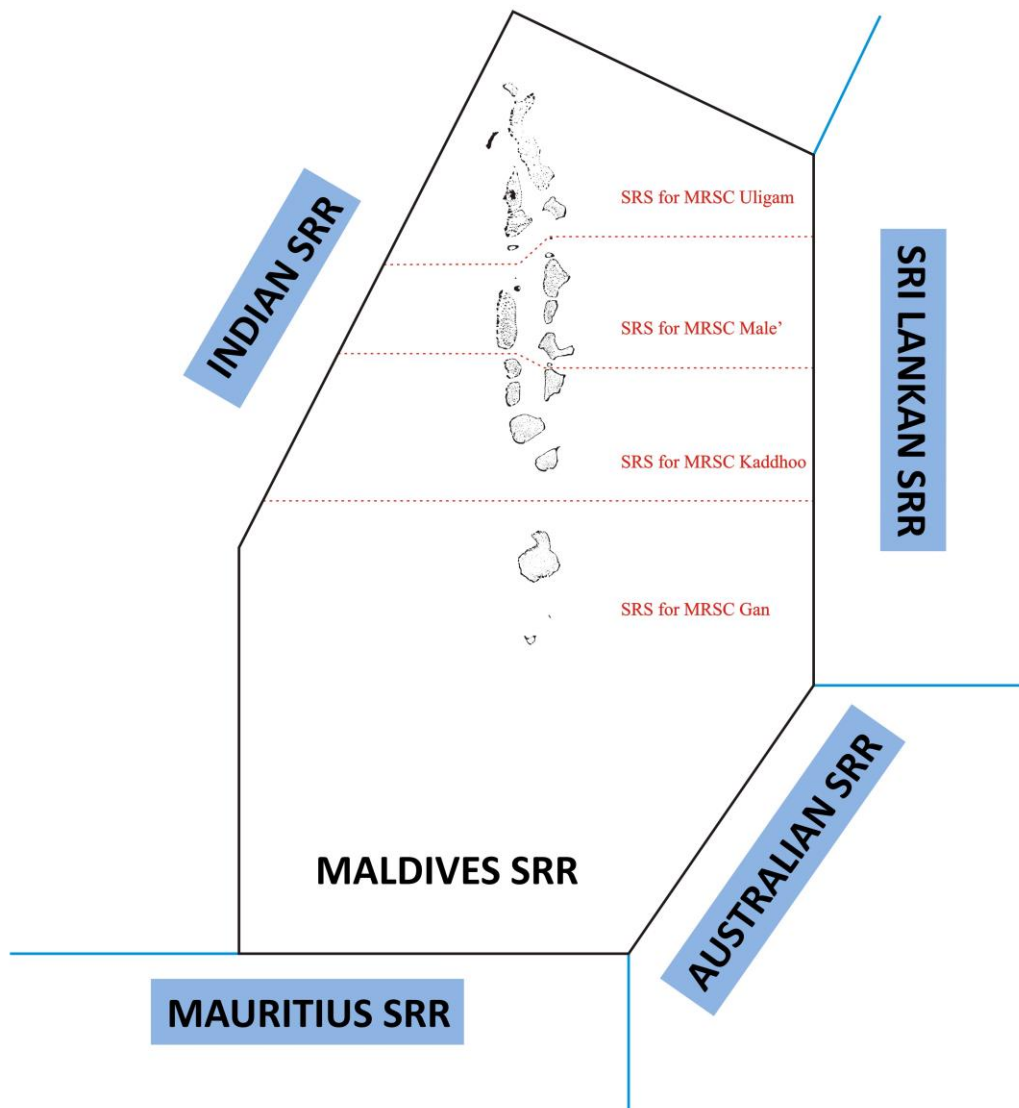 SRS for MRSC Uligam
INDIAN SRR
SRI LANKAN SRR
SRS for MRSC Male’
SRS for MRSC Kaddhoo
SRS for MRSC Gan
MALDIVES SRR
AUSTRALIAN SRR
MAURITIUS SRR